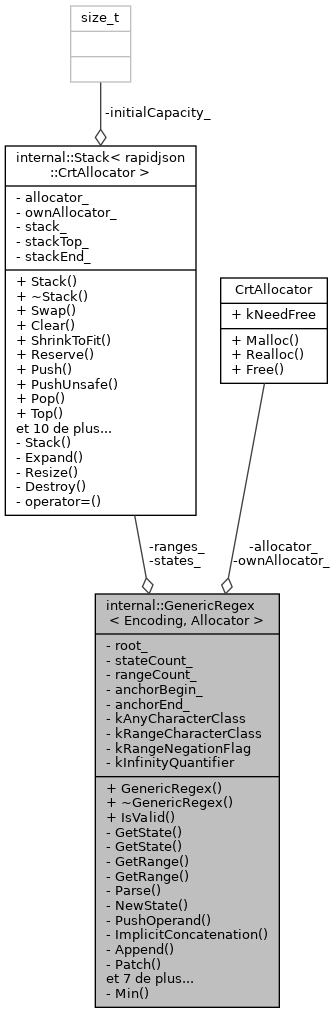 size_t
-initialCapacity_
internal::Stack< rapidjson
::CrtAllocator >
- allocator_
- ownAllocator_
- stack_
- stackTop_
- stackEnd_
+ Stack()
+ ~Stack()
+ Swap()
+ Clear()
+ ShrinkToFit()
+ Reserve()
+ Push()
+ PushUnsafe()
+ Pop()
+ Top()
et 10 de plus...
- Stack()
- Expand()
- Resize()
- Destroy()
- operator=()
CrtAllocator
+ kNeedFree
+ Malloc()
+ Realloc()
+ Free()
-ranges_
-states_
-allocator_
-ownAllocator_
internal::GenericRegex
< Encoding, Allocator >
- root_
- stateCount_
- rangeCount_
- anchorBegin_
- anchorEnd_
- kAnyCharacterClass
- kRangeCharacterClass
- kRangeNegationFlag
- kInfinityQuantifier
+ GenericRegex()
+ ~GenericRegex()
+ IsValid()
- GetState()
- GetState()
- GetRange()
- GetRange()
- Parse()
- NewState()
- PushOperand()
- ImplicitConcatenation()
- Append()
- Patch()
et 7 de plus...
- Min()